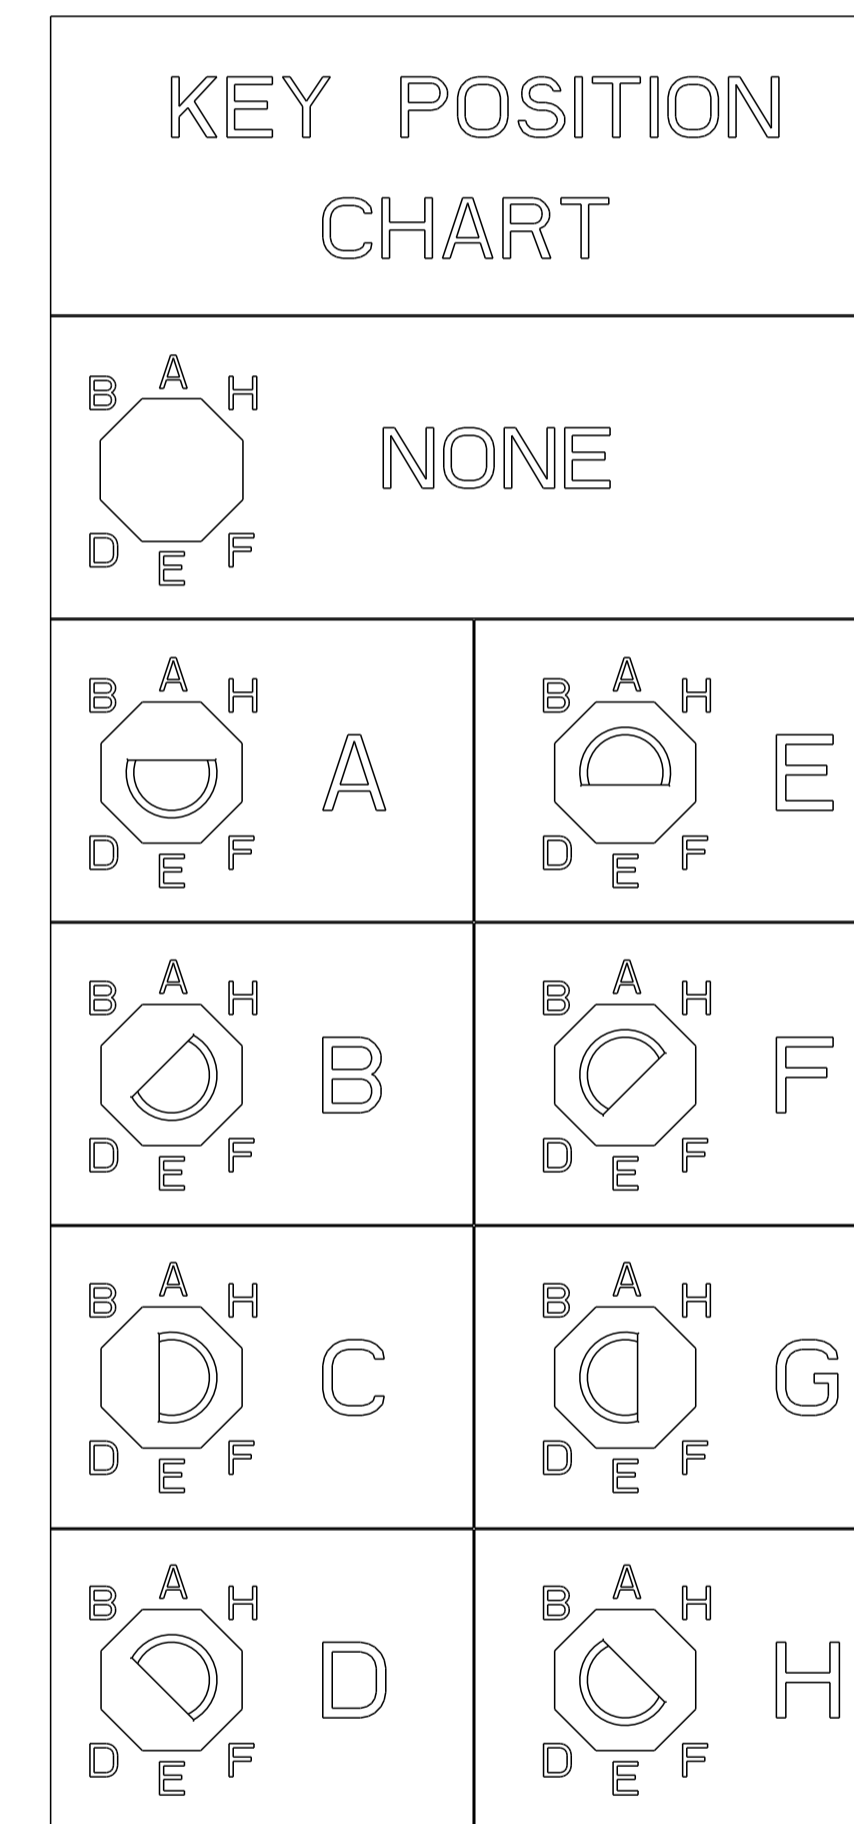 KEY POSITION
CHART
A
B H
NONE
D F
E
A A
B H B H
A E
D F D F
E E
A A
B H B H
B F
D F D F
E E
A A
B H B H
C G
D F D F
E E
A A
B H B H
D H
D F D F
E E